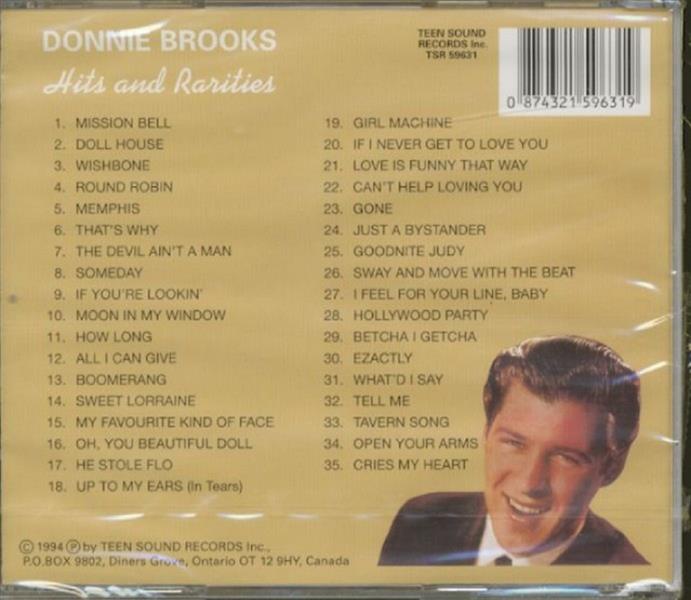 DONNIE BROOKS
Hits and Rarities
TEEN SOUND
RECORDS Inc.
TSR 59631
0 874321 596319
1. MISSION BELL
2. DOLL HOUSE
3. WISHBONE
4. ROUND ROBIN
5. MEMPHIS
6. THAT'S WHY
7. THE DEVIL AIN'T A MAN
8. SOMEDAY
9. IF YOU'RE LOOKIN'
10. MOON IN MY WINDOW
11. HOW LONG
12. ALL I CAN GIVE
13. BOOMERANG
14. SWEET LORRAINE
15. MY FAVOURITE KIND OF FACE
16. OH, YOU BEAUTIFUL DOLL
17. HE STOLE FLO
18. UP TO MY EARS (In Tears)
19. GIRL MACHINE
20. IF I NEVER GET TO LOVE YOU
21. LOVE IS FUNNY THAT WAY
22. CAN'T HELP LOVING YOU
23. GONE
24. JUST A BYSTANDER
25. GOODNITE JUDY
26. SWAY AND MOVE WITH THE BEAT
27. I FEEL FOR YOUR LINE, BABY
28. HOLLYWOOD PARTY
29. BETCHA I GETCHA
30. EZACTLY
31. WHAT'D I SAY
32. TELL ME
33. TAVERN SONG
34. OPEN YOUR ARMS
35. CRIES MY HEART
© 1994 ℗ by TEEN SOUND RECORDS Inc.,
P.O.BOX 9802, Diners Grove, Ontario OT 12 9HY, Canada